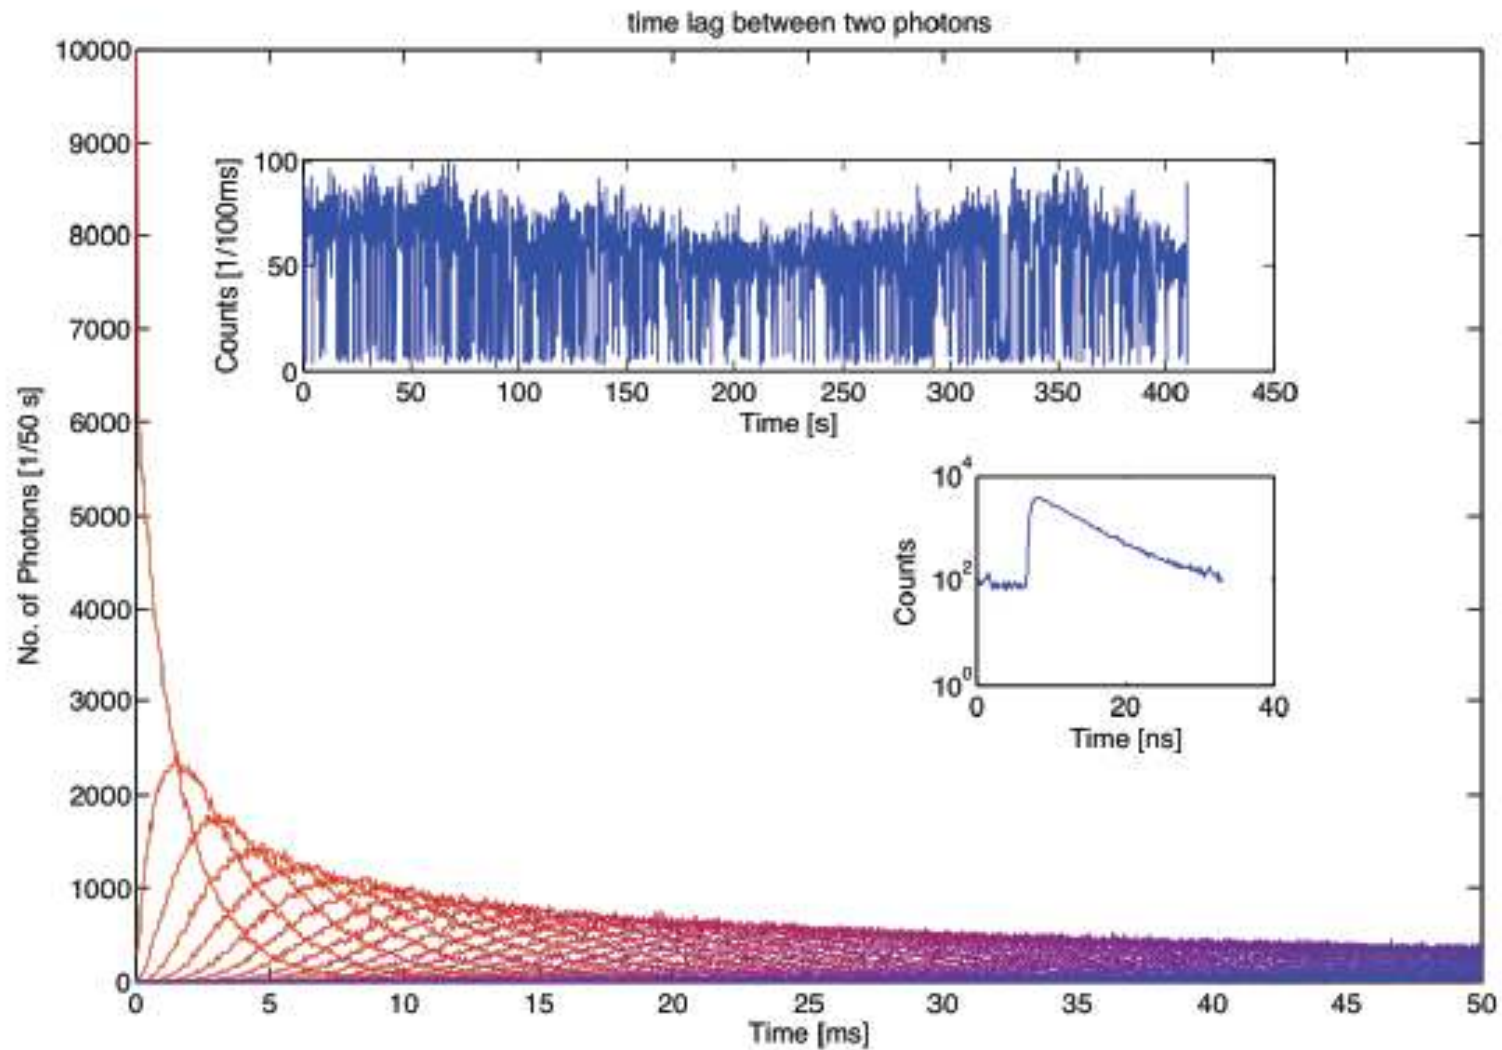 time lag between two photons
10000
9000
8000
7000
6000
5000
4000
3000
2000
1000
0
No. of Photons [1/50 s]
0 5 10 15 20 25 30 35 40 45 50
Time [ms]
100
50
0
Counts [1/100ms]
0 50 100 150 200 250 300 350 400 450
Time [s]
10^4
10^2
10^0
Counts
0 20 40
Time [ns]